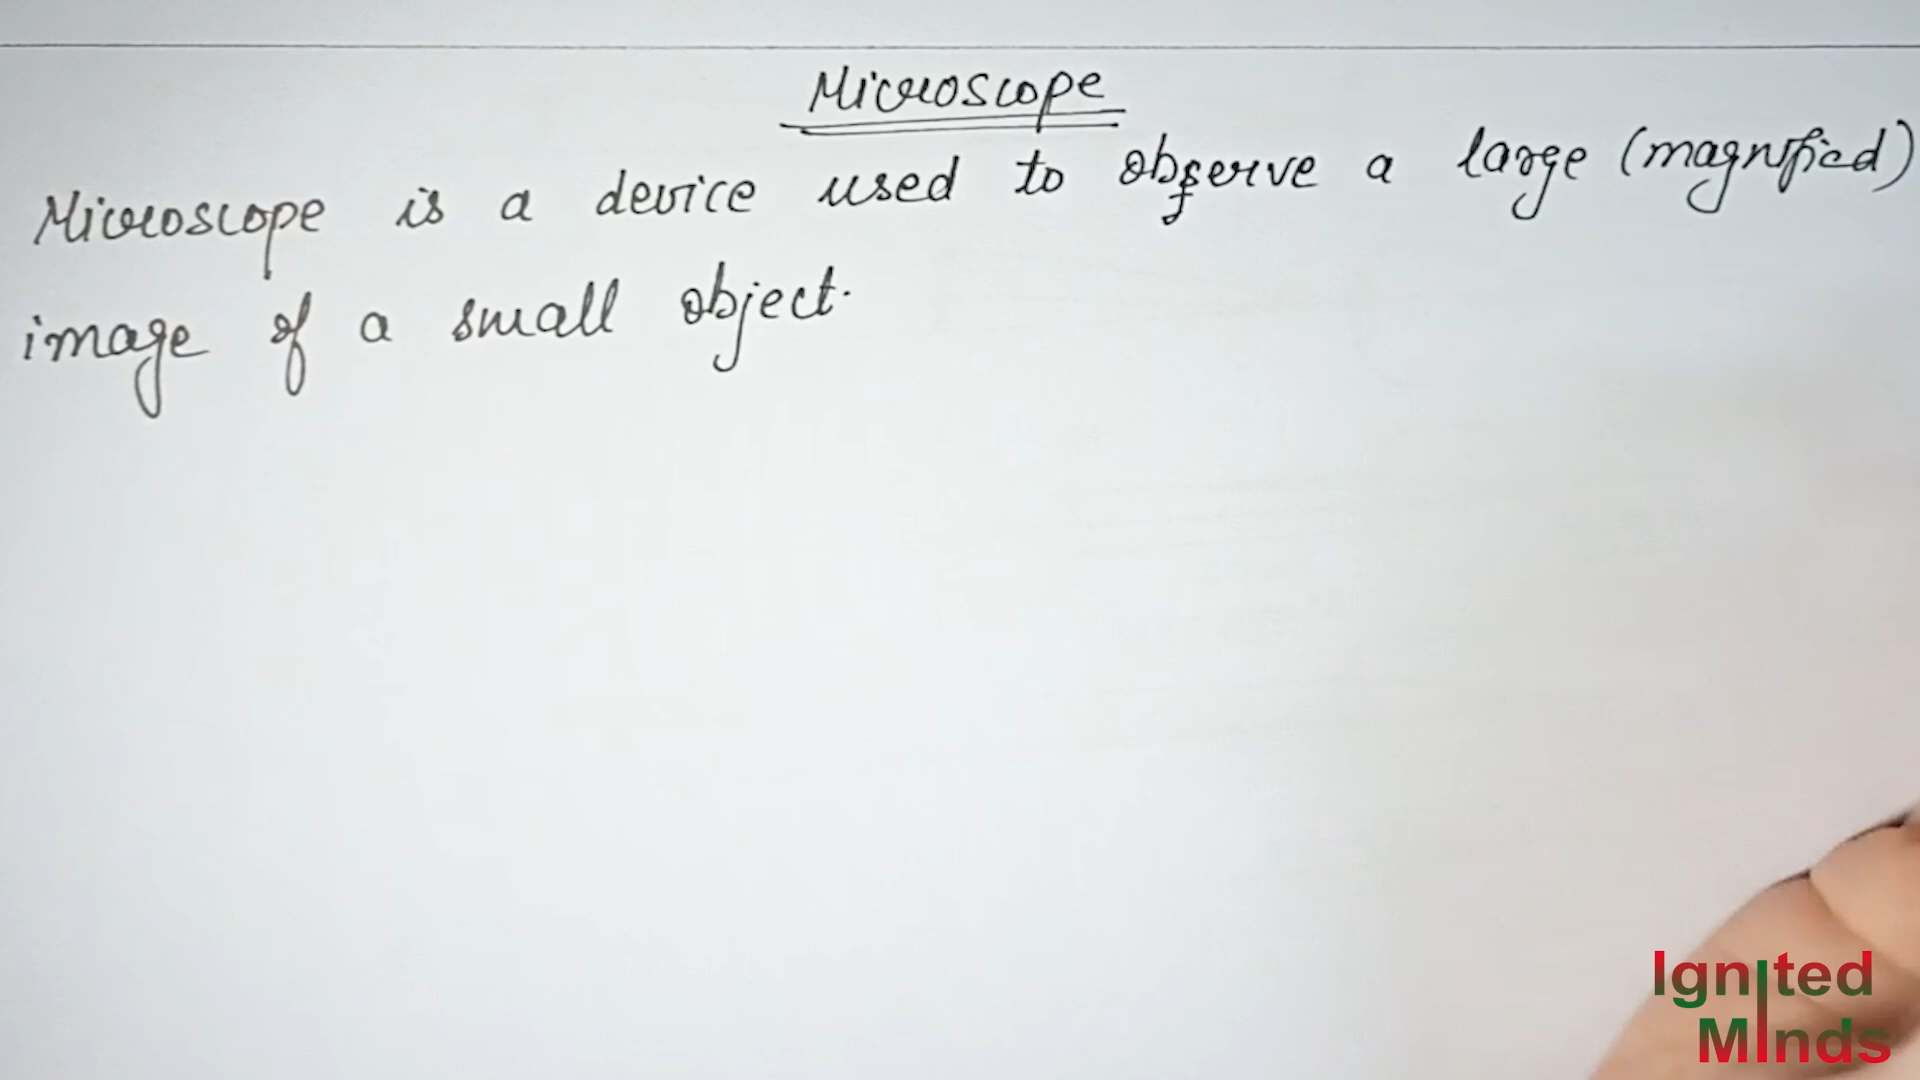 Microscope
Microscope is a device used to observe a large (magnified)
image of a small object.
Ignited
Minds